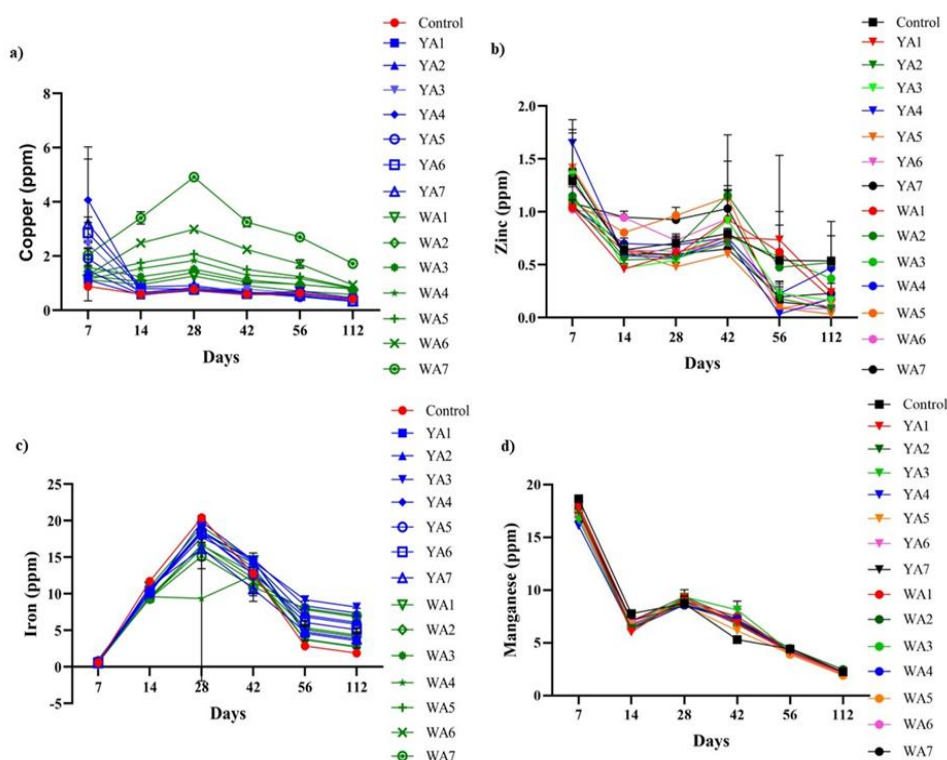 a)
Copper (ppm)
8
6
4
2
0
7 14 28 42 56 112
Days
Control
YA1
YA2
YA3
YA4
YA5
YA6
YA7
WA1
WA2
WA3
WA4
WA5
WA6
WA7
b)
Zinc (ppm)
2.0
1.5
1.0
0.5
0.0
7 14 28 42 56 112
Days
Control
YA1
YA2
YA3
YA4
YA5
YA6
YA7
WA1
WA2
WA3
WA4
WA5
WA6
WA7
c)
Iron (ppm)
25
20
15
10
5
0
-5
7 14 28 42 56 112
Days
Control
YA1
YA2
YA3
YA4
YA5
YA6
YA7
WA1
WA2
WA3
WA4
WA5
WA6
WA7
d)
Manganese (ppm)
20
15
10
5
0
7 14 28 42 56 112
Days
Control
YA1
YA2
YA3
YA4
YA5
YA6
YA7
WA1
WA2
WA3
WA4
WA5
WA6
WA7